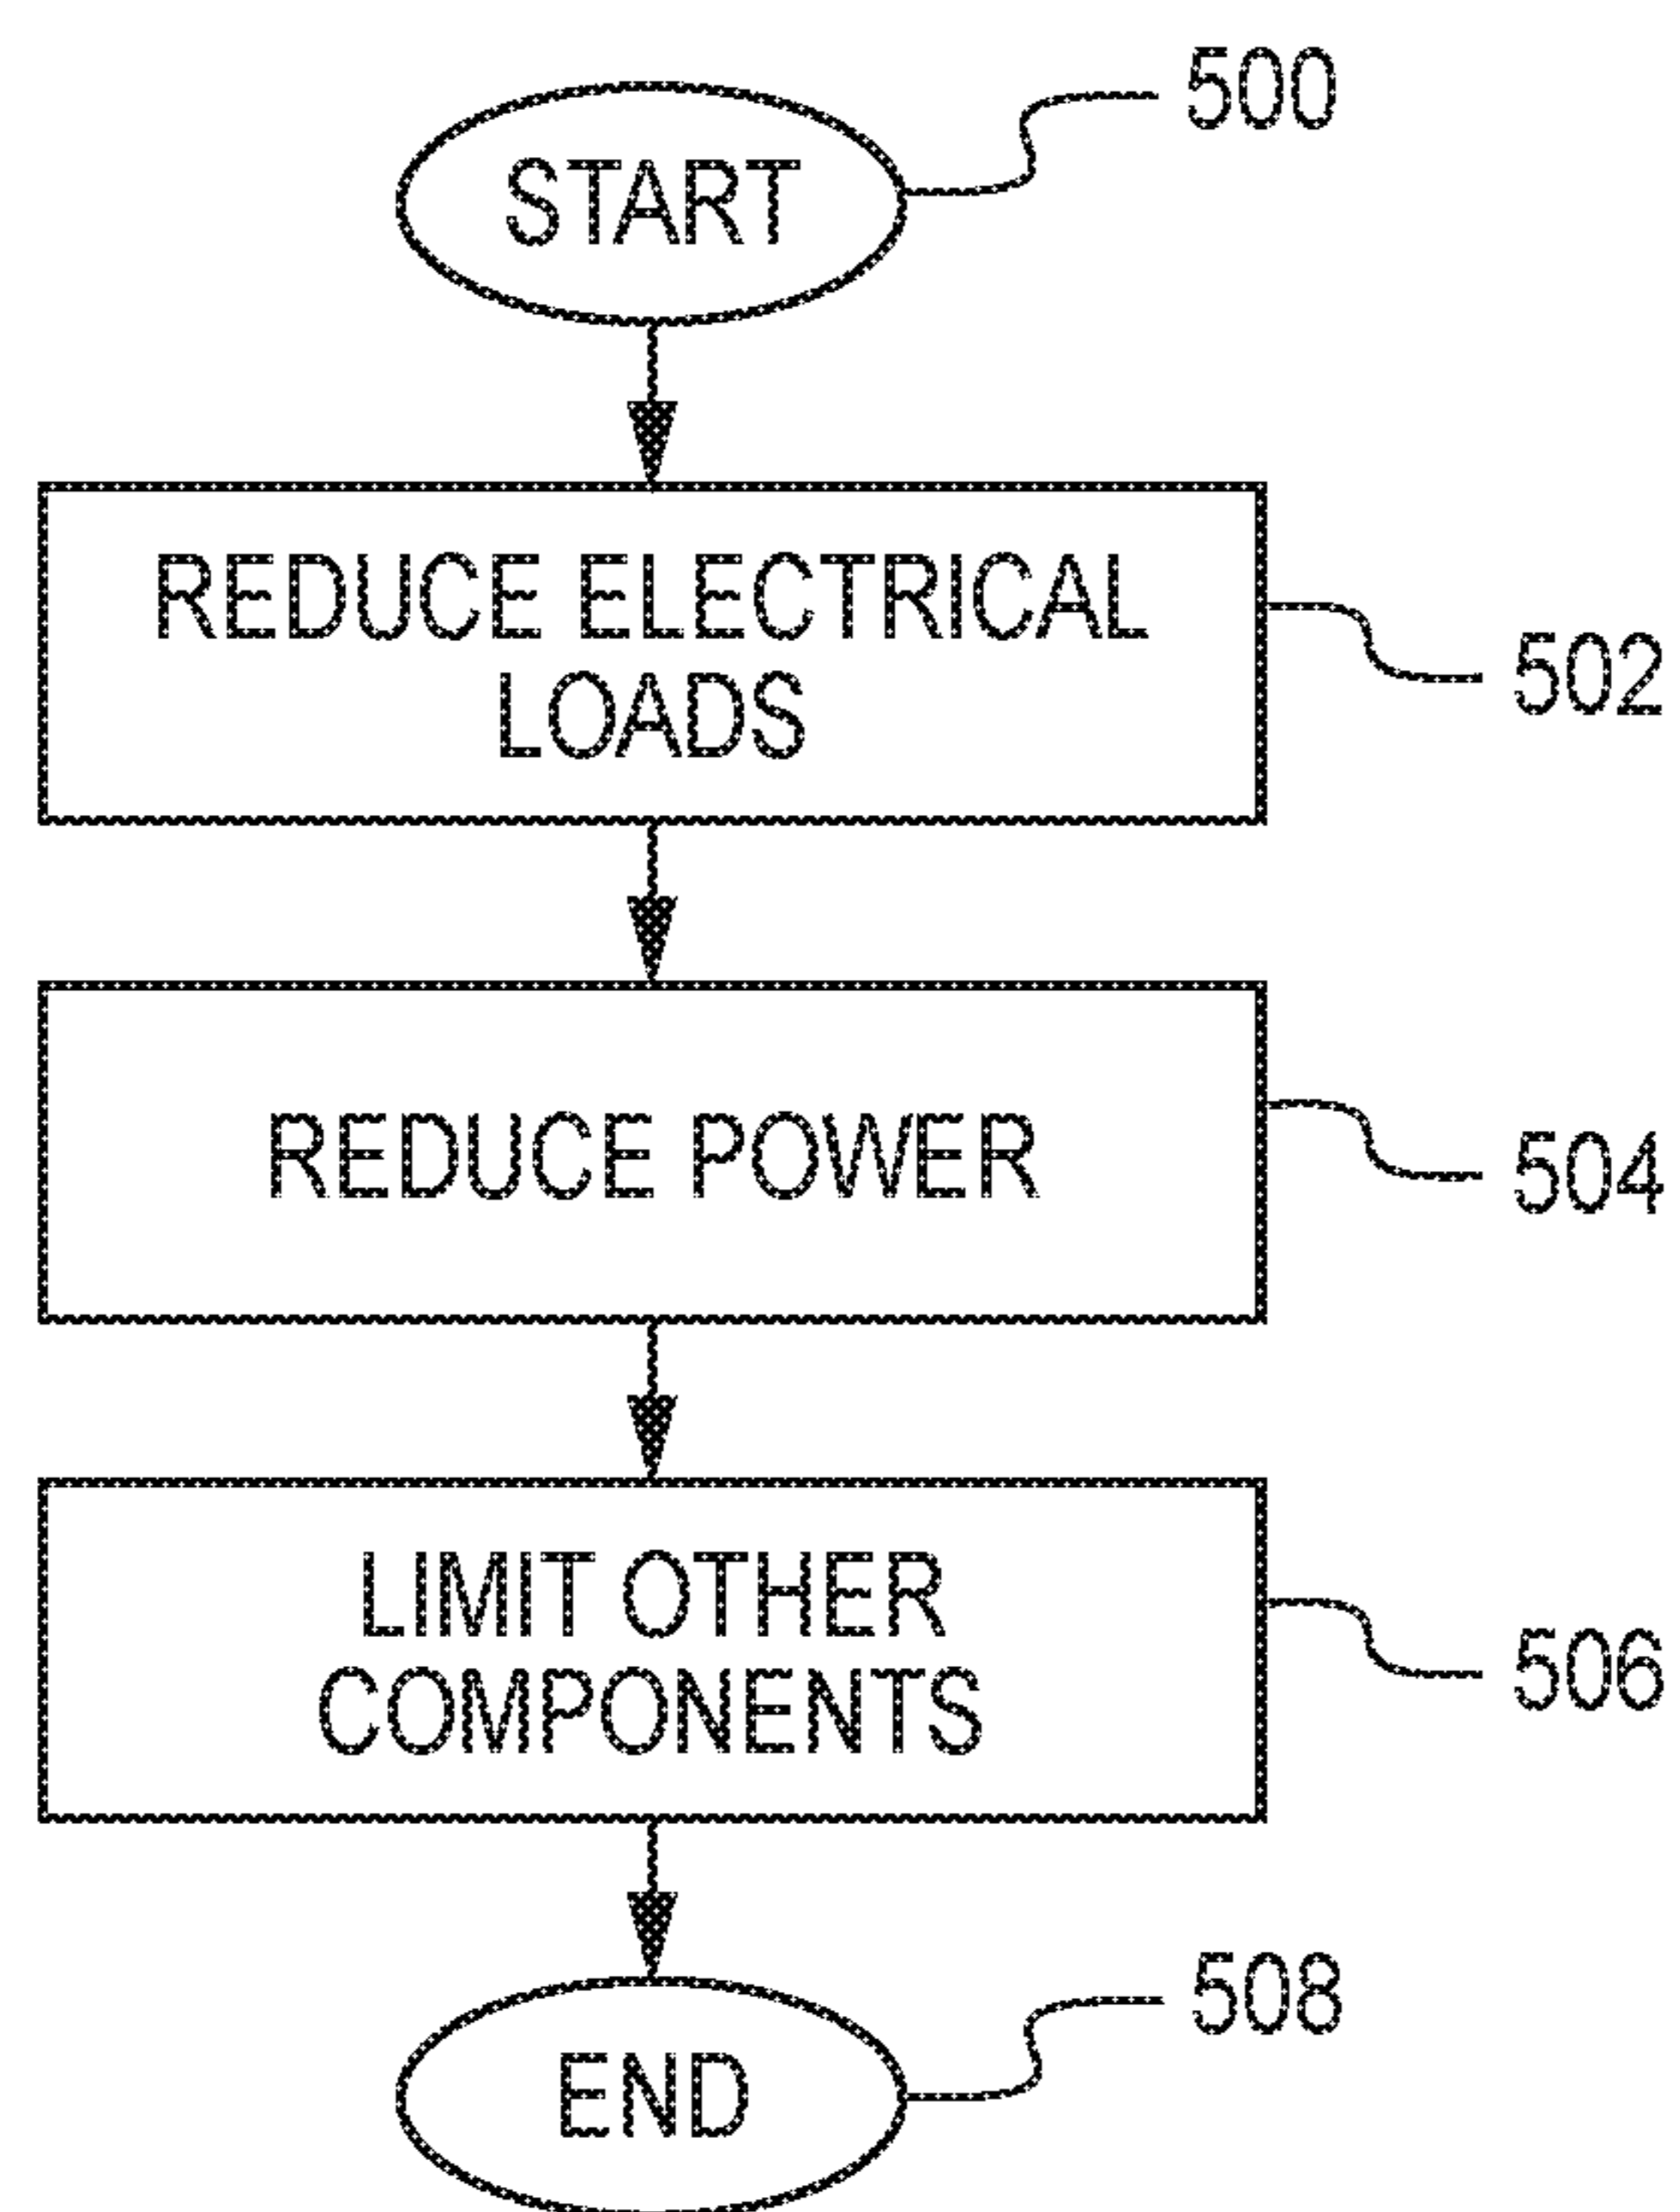 500
START
REDUCE ELECTRICAL
LOADS
502
REDUCE POWER
504
LIMIT OTHER
COMPONENTS
506
508
END